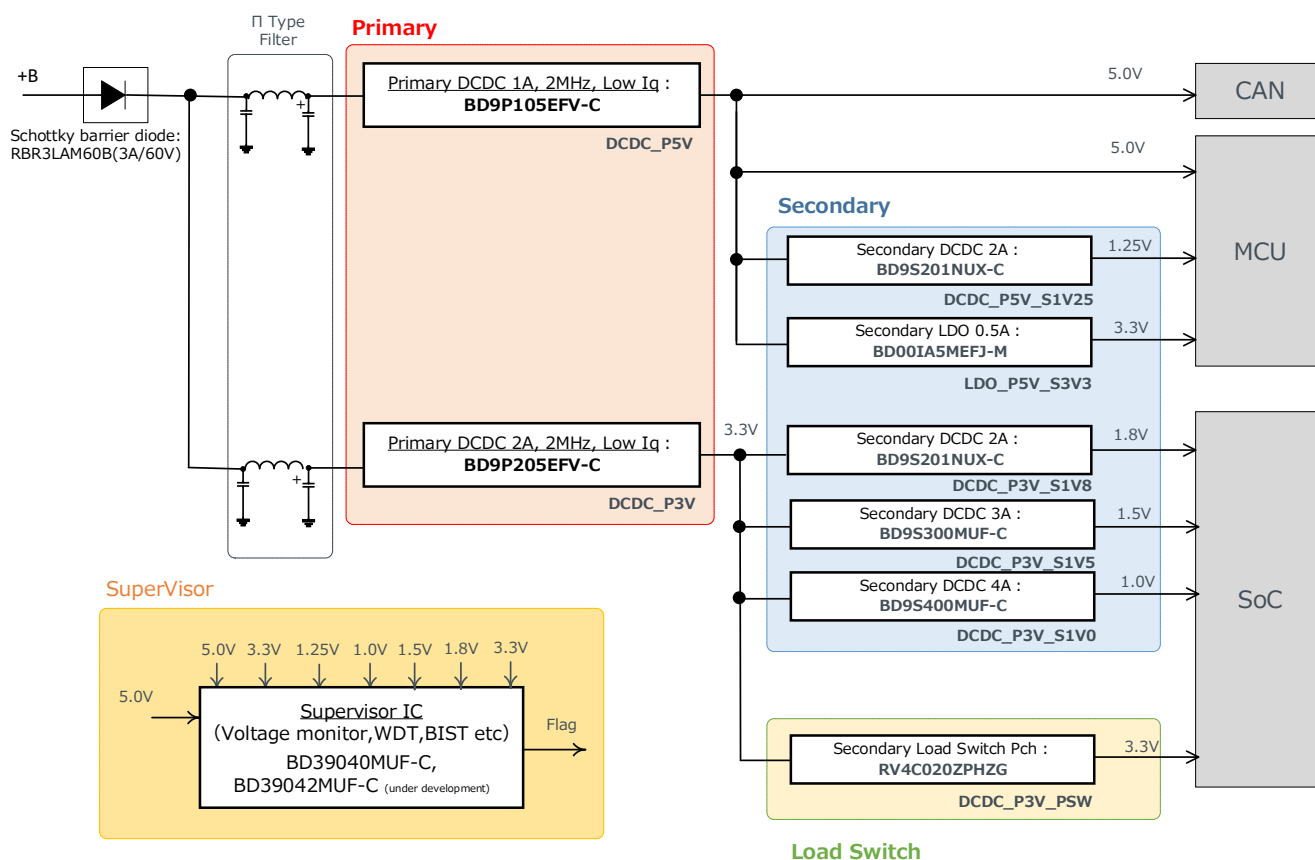 Π Type
Filter
Primary
+B
Schottky barrier diode:
RBR3LAM60B(3A/60V)
+
Primary DCDC 1A, 2MHz, Low Iq :
BD9P105EFV-C
DCDC_P5V
5.0V
CAN
5.0V
MCU
Secondary
Secondary DCDC 2A :
BD9S201NUX-C
1.25V
DCDC_P5V_S1V25
Secondary LDO 0.5A :
BD00IA5MEFJ-M
3.3V
LDO_P5V_S3V3
+
Primary DCDC 2A, 2MHz, Low Iq :
BD9P205EFV-C
DCDC_P3V
3.3V
Secondary DCDC 2A :
BD9S201NUX-C
1.8V
DCDC_P3V_S1V8
Secondary DCDC 3A :
BD9S300MUF-C
1.5V
DCDC_P3V_S1V5
Secondary DCDC 4A :
BD9S400MUF-C
1.0V
DCDC_P3V_S1V0
SoC
Secondary Load Switch Pch :
RV4C020ZPHZG
3.3V
DCDC_P3V_PSW
Load Switch
SuperVisor
5.0V 3.3V 1.25V 1.0V 1.5V 1.8V 3.3V
5.0V
Supervisor IC
(Voltage monitor,WDT,BIST etc)
BD39040MUF-C,
BD39042MUF-C (under development)
Flag